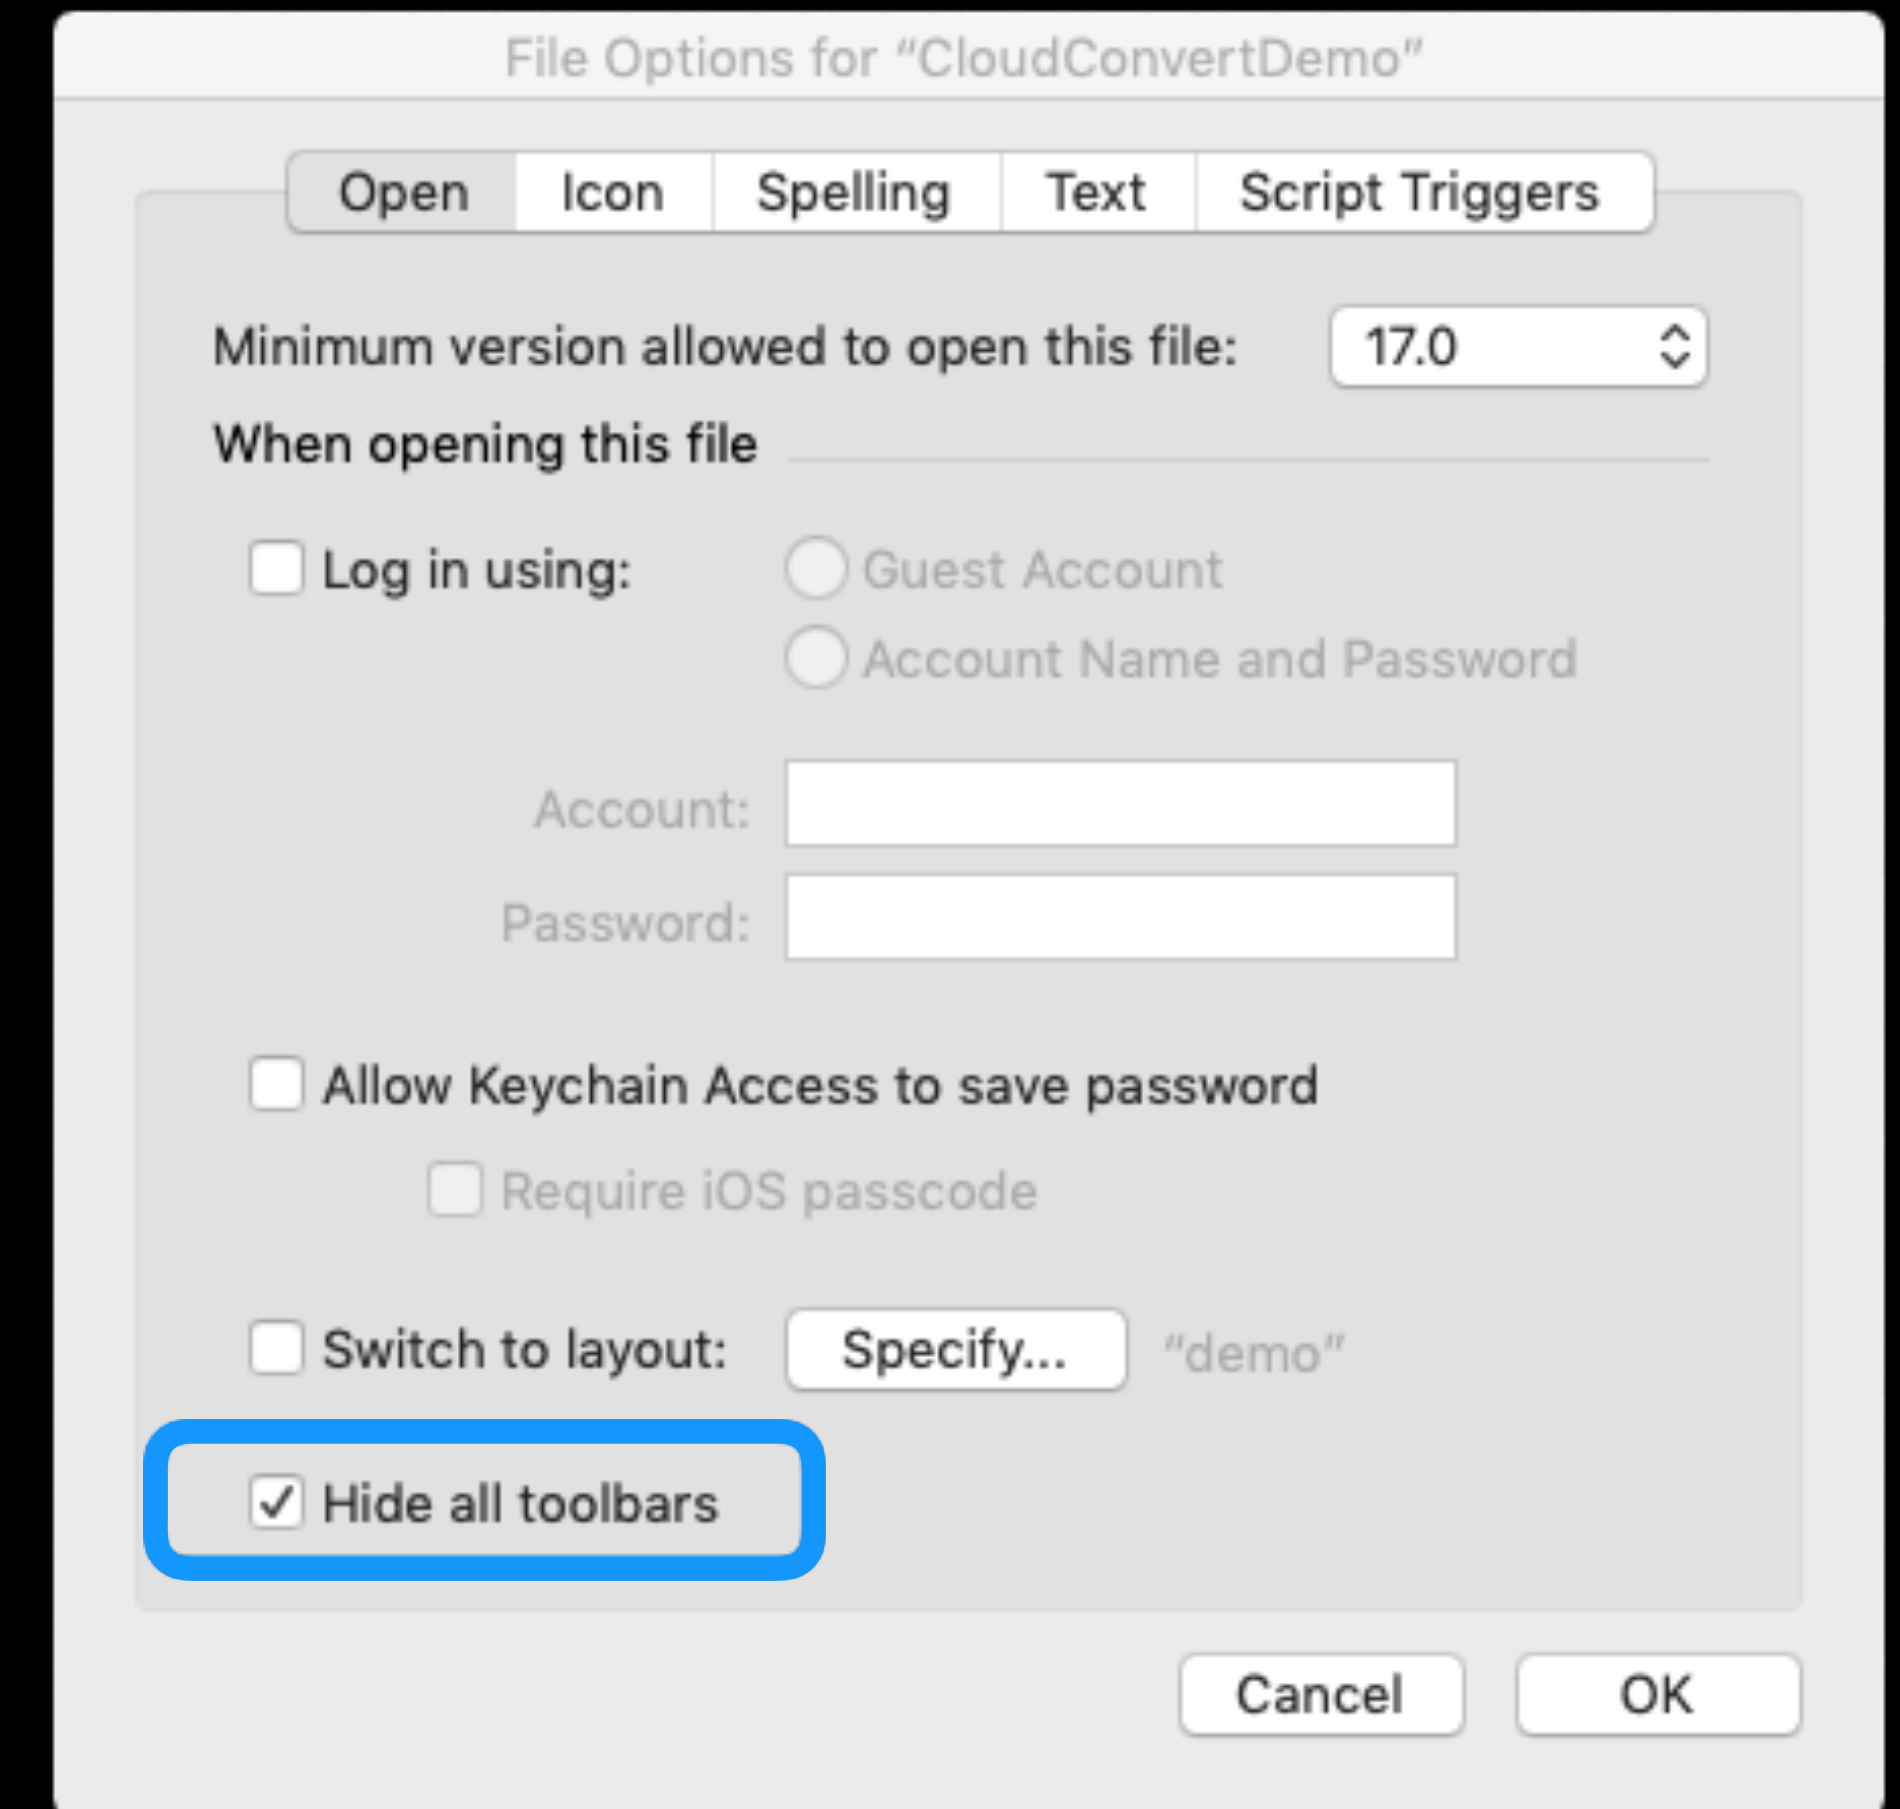 File Options for “CloudConvertDemo”
Open Icon Spelling Text Script Triggers
Minimum version allowed to open this file: 17.0
When opening this file
Log in using: Guest Account
Account Name and Password
Account:
Password:
Allow Keychain Access to save password
Require iOS passcode
Switch to layout: Specify... “demo”
Hide all toolbars
Cancel OK